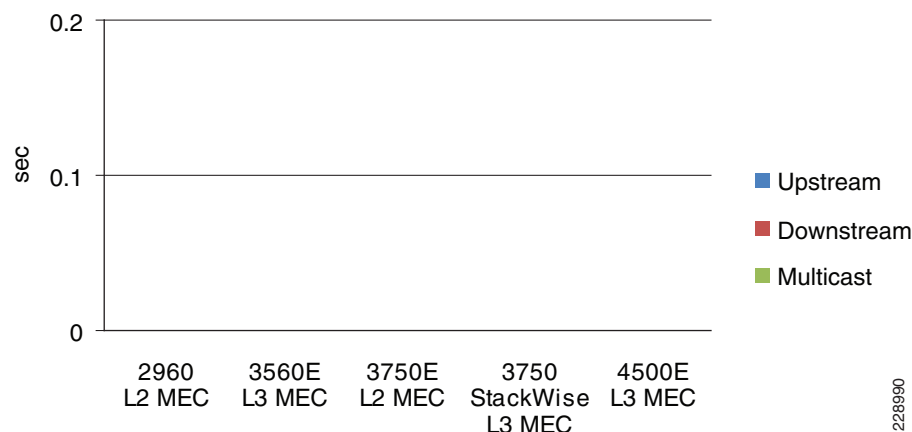 0.2
0.1
0
sec
2960
L2 MEC
3560E
L3 MEC
3750E
L2 MEC
3750
StackWise
L3 MEC
4500E
L3 MEC
Upstream
Downstream
Multicast
228990